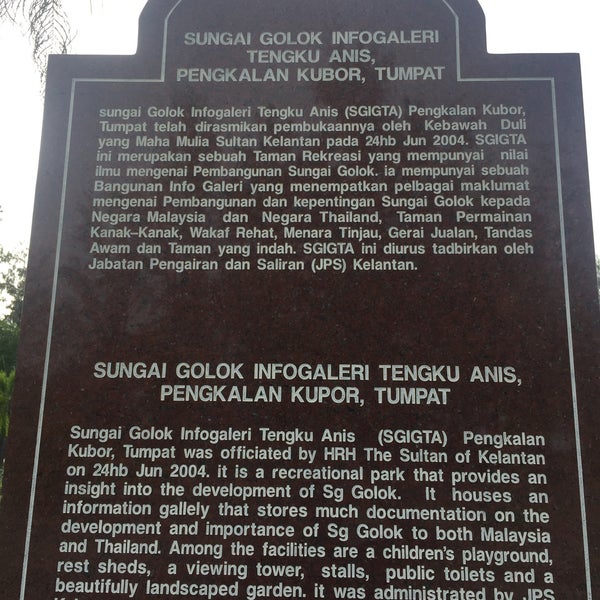 SUNGAI GOLOK INFOGALERI
TENGKU ANIS,
PENGKALAN KUBOR, TUMPAT
sungai Golok Infogaleri Tengku Anis (SGIGTA) Pengkalan Kubor,
Tumpat telah dirasmikan pembukaannya oleh Kebawah Duli
yang Maha Mulia Sultan Kelantan pada 24hb Jun 2004. SGIGTA
ini merupakan sebuah Taman Rekreasi yang mempunyai nilai
ilmu mengenai Pembangunan Sungai Golok. ia mempunyai sebuah
Bangunan Info Galeri yang menempatkan pelbagai maklumat
mengenai Pembangunan dan kepentingan Sungai Golok kepada
Negara Malaysia dan Negara Thailand, Taman Permainan
Kanak–Kanak, Wakaf Rehat, Menara Tinjau, Gerai Jualan, Tandas
Awam dan Taman yang indah. SGIGTA ini diurus tadbirkan oleh
Jabatan Pengairan dan Saliran (JPS) Kelantan.
SUNGAI GOLOK INFOGALERI TENGKU ANIS,
PENGKALAN KUPOR, TUMPAT
Sungai Golok Infogaleri Tengku Anis (SGIGTA) Pengkalan
Kubor, Tumpat was officiated by HRH The Sultan of Kelantan
on 24hb Jun 2004. it is a recreational park that provides an
insight into the development of Sg Golok. It houses an
information gallely that stores much documentation on the
development and importance of Sg Golok to both Malaysia
and Thailand. Among the facilities are a children's playground,
rest sheds, a viewing tower, stalls, public toilets and a
beautifully landscaped garden. it was administrated by JPS